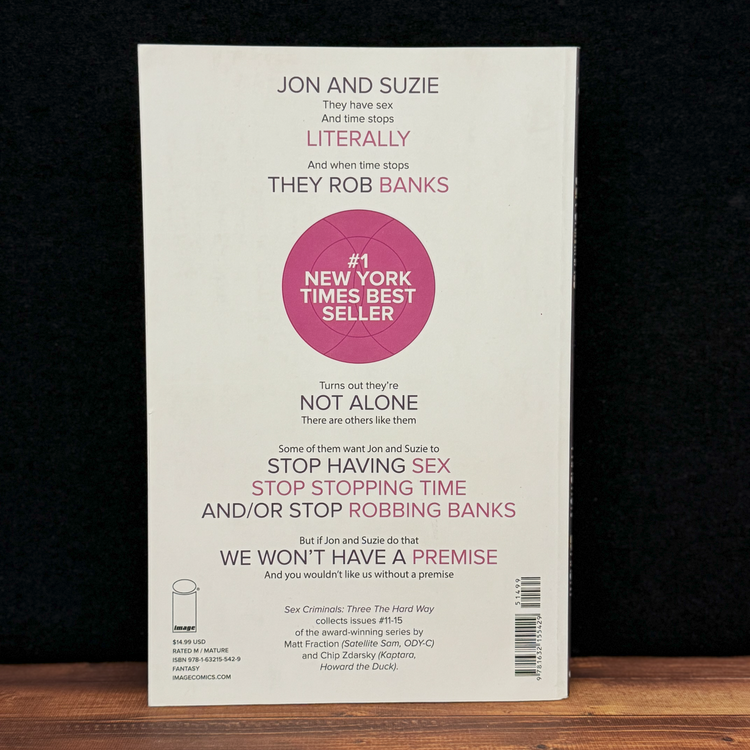 JON AND SUZIE
They have sex
And time stops
LITERALLY
And when time stops
THEY ROB BANKS
#1
NEW YORK
TIMES BEST
SELLER
Turns out they're
NOT ALONE
There are others like them
Some of them want Jon and Suzie to
STOP HAVING SEX
STOP STOPPING TIME
AND/OR STOP ROBBING BANKS
But if Jon and Suzie do that
WE WON'T HAVE A PREMISE
And you wouldn't like us without a premise
image
$14.99 USD
RATED M / MATURE
ISBN 978-1-63215-542-9
FANTASY
IMAGECOMICS.COM
Sex Criminals: Three The Hard Way
collects issues #11-15
of the award-winning series by
Matt Fraction (Satellite Sam, ODY-C)
and Chip Zdarsky (Kaptara,
Howard the Duck).
51499
9781632155429